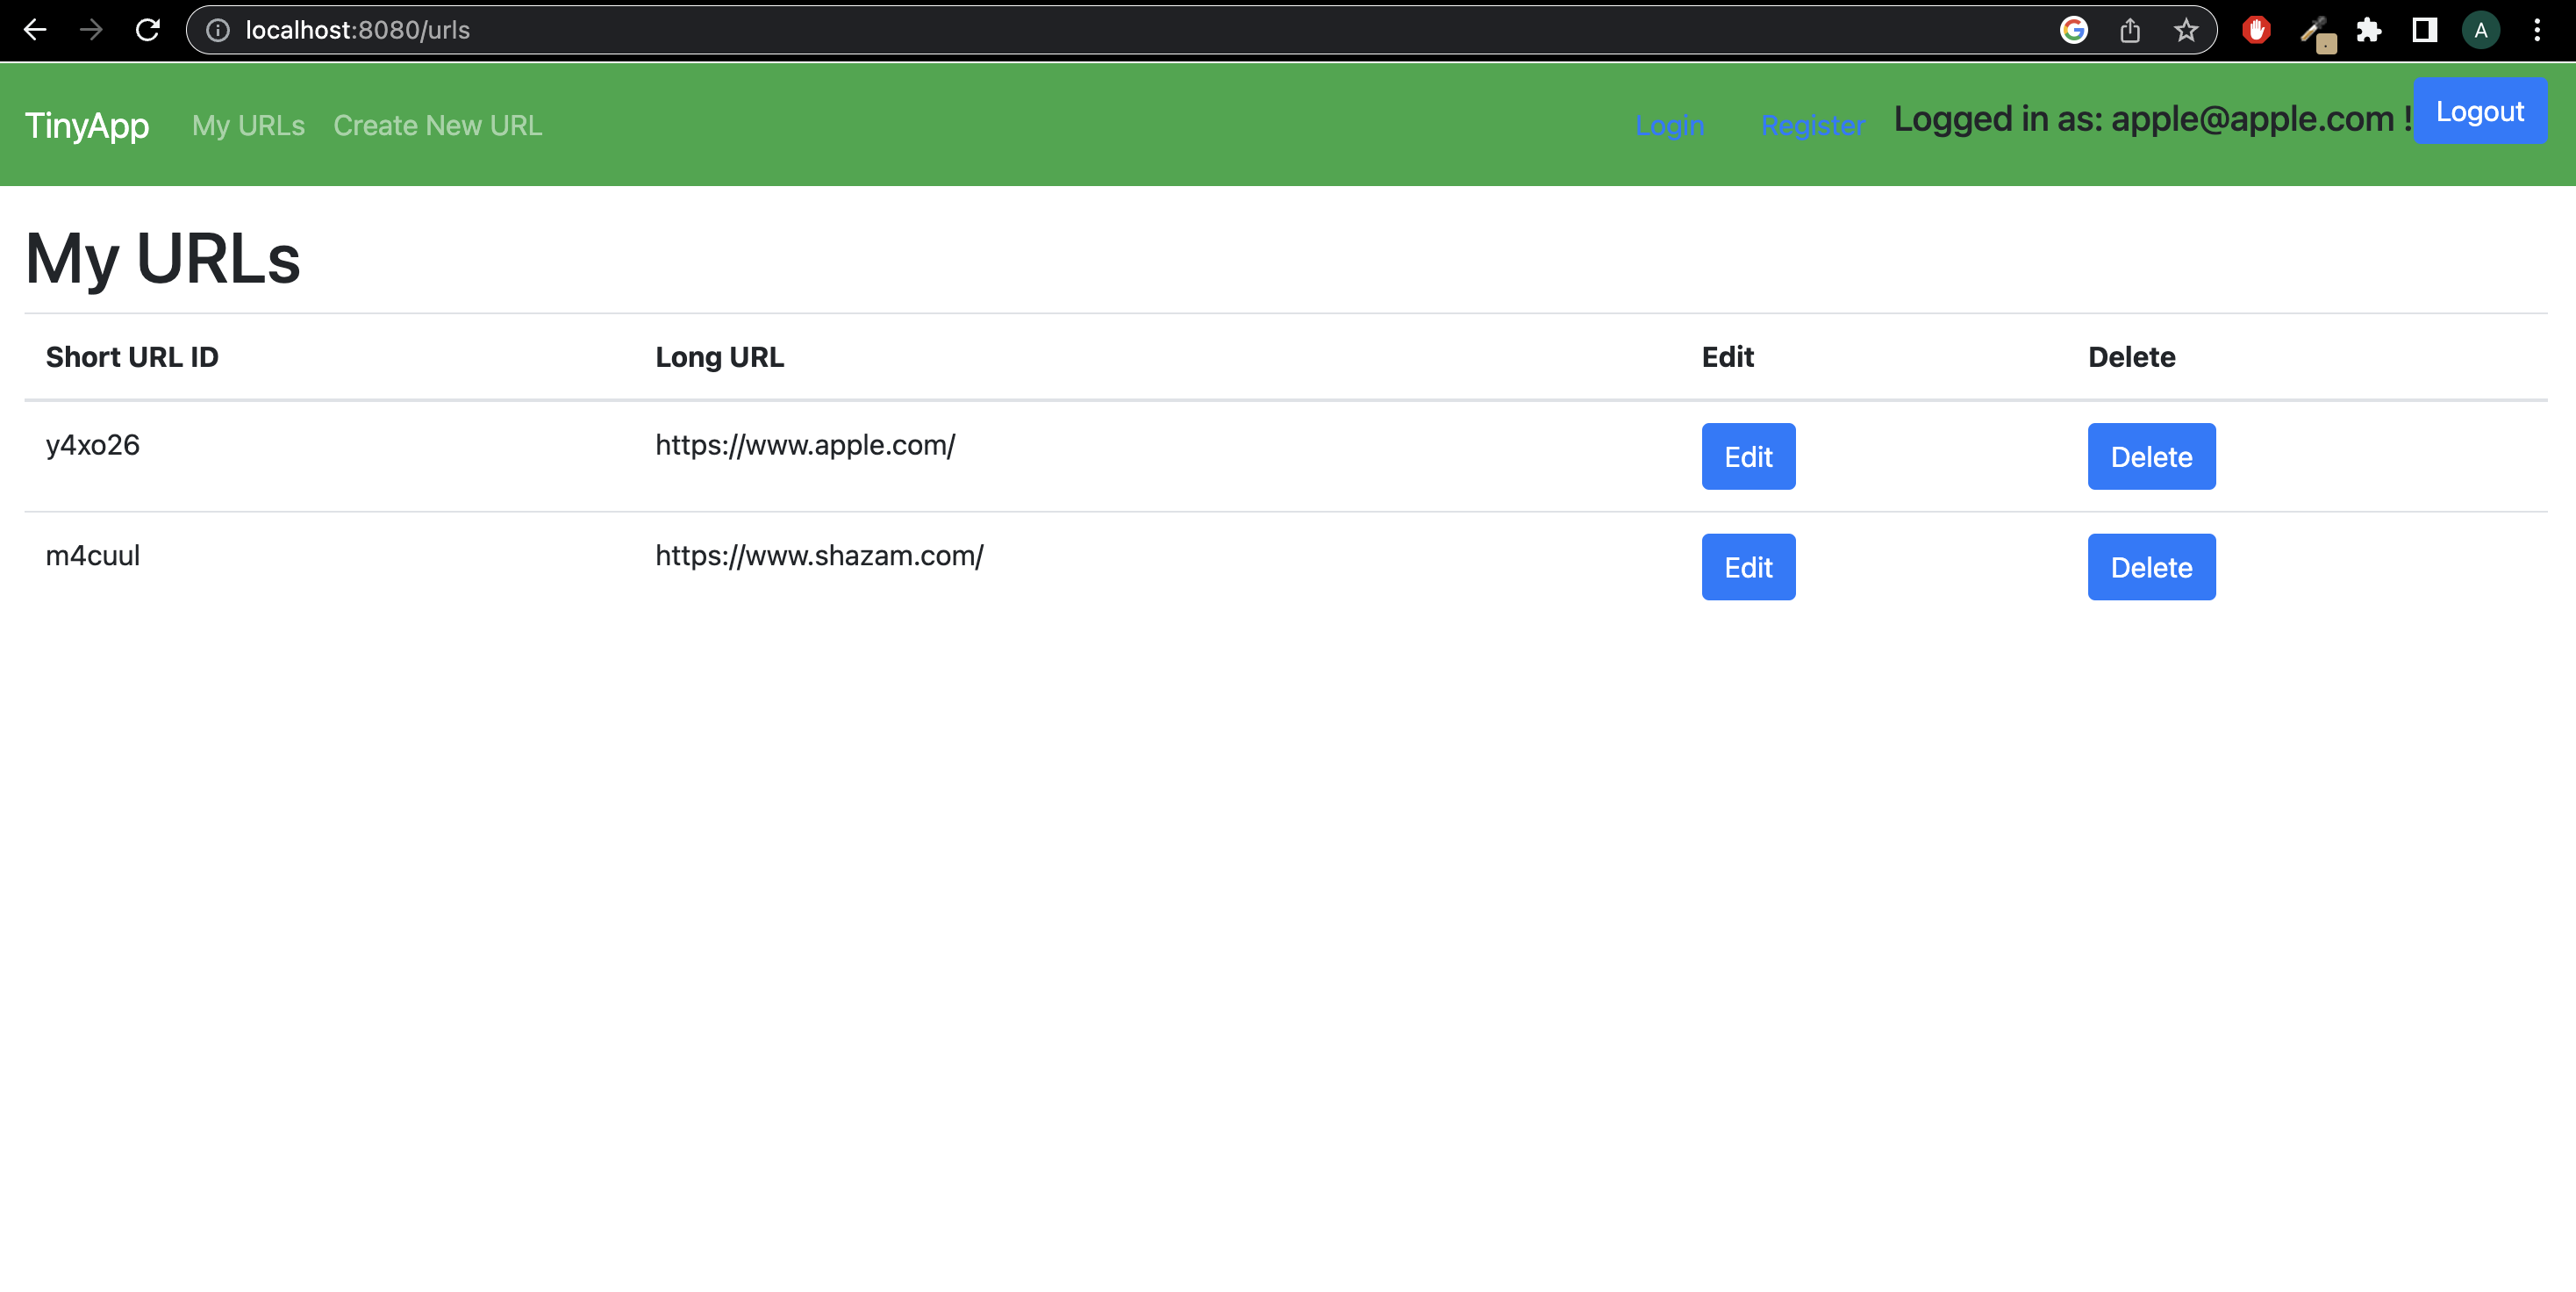 localhost:8080/urls
A
TinyApp My URLs Create New URL Login Register Logged in as: apple@apple.com ! Logout
My URLs
Short URL ID Long URL Edit Delete
y4xo26 https://www.apple.com/ Edit Delete
m4cuul https://www.shazam.com/ Edit Delete